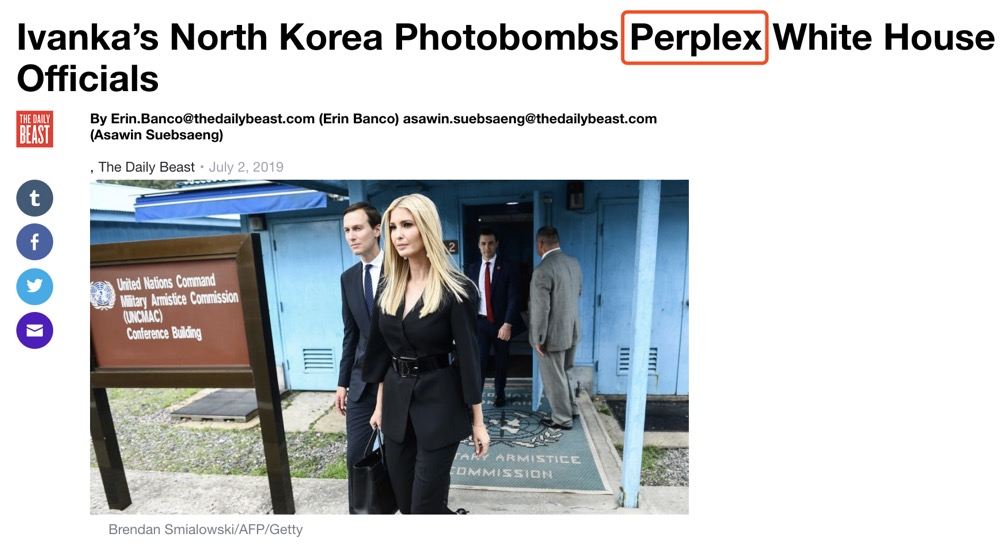 Ivanka's North Korea Photobombs Perplex White House
Officials
THE DAILY
BEAST
By Erin.Banco@thedailybeast.com (Erin Banco) asawin.suebsaeng@thedailybeast.com
(Asawin Suebsaeng)
, The Daily Beast • July 2, 2019
t
f
2
United Nations Command
Military Armistice Commission
(UNCMAC)
Conference Building
TARY ARMISTICE
COMMISSION
Brendan Smialowski/AFP/Getty